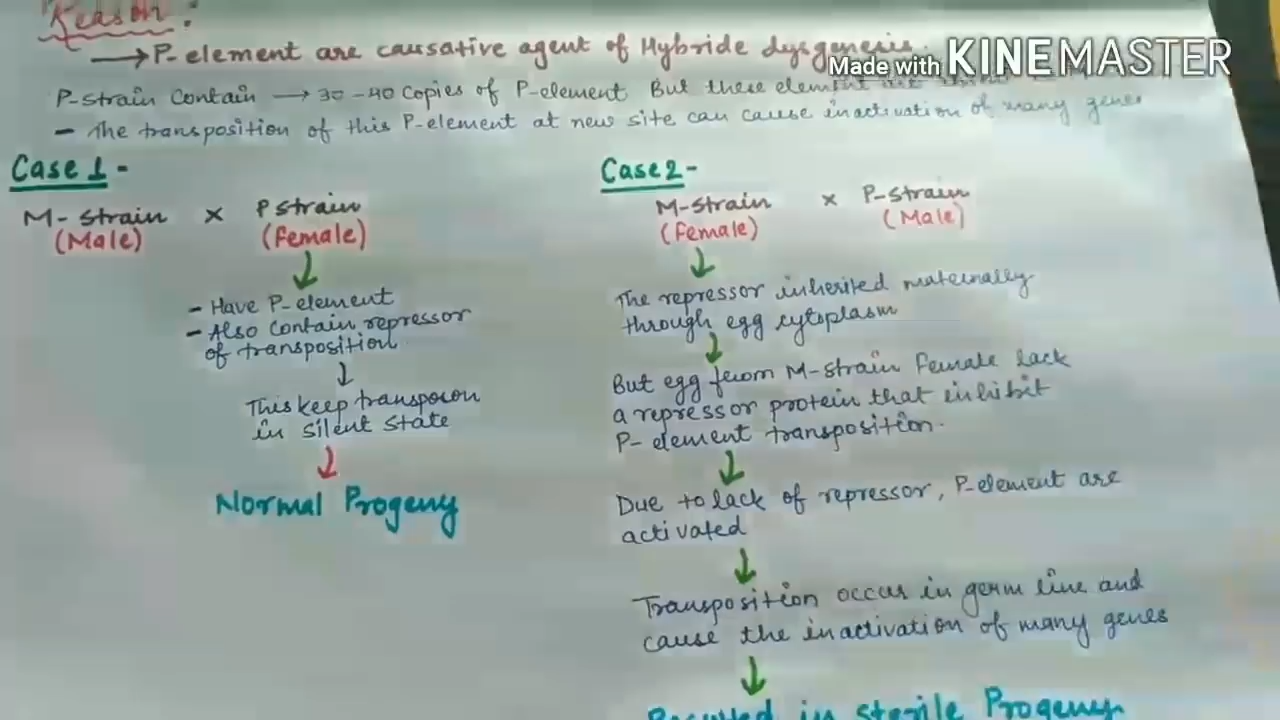 Reason:
→ P-element are causative agent of Hybride dysgenesis.
Made with KINEMASTER
P-strain Contain → 30-40 Copies of P-element But these element are
- The transposition of this P-element at new site can cause inactivation of many genes
Case 1 -
M-strain × P strain
(Male) (Female)
- Have P-element
- Also contain repressor
of transposition
This keep transposon
in silent state
Normal Progeny
Case 2 -
M-strain × P-strain
(Female) (Male)
The repressor inherited maternally
through egg cytoplasm
But egg from M-strain Female lack
a repressor protein that inhibit
P-element transposition.
Due to lack of repressor, P-element are
activated
Transposition occur in germ line and
cause the inactivation of many genes
Resulted in sterile Progeny